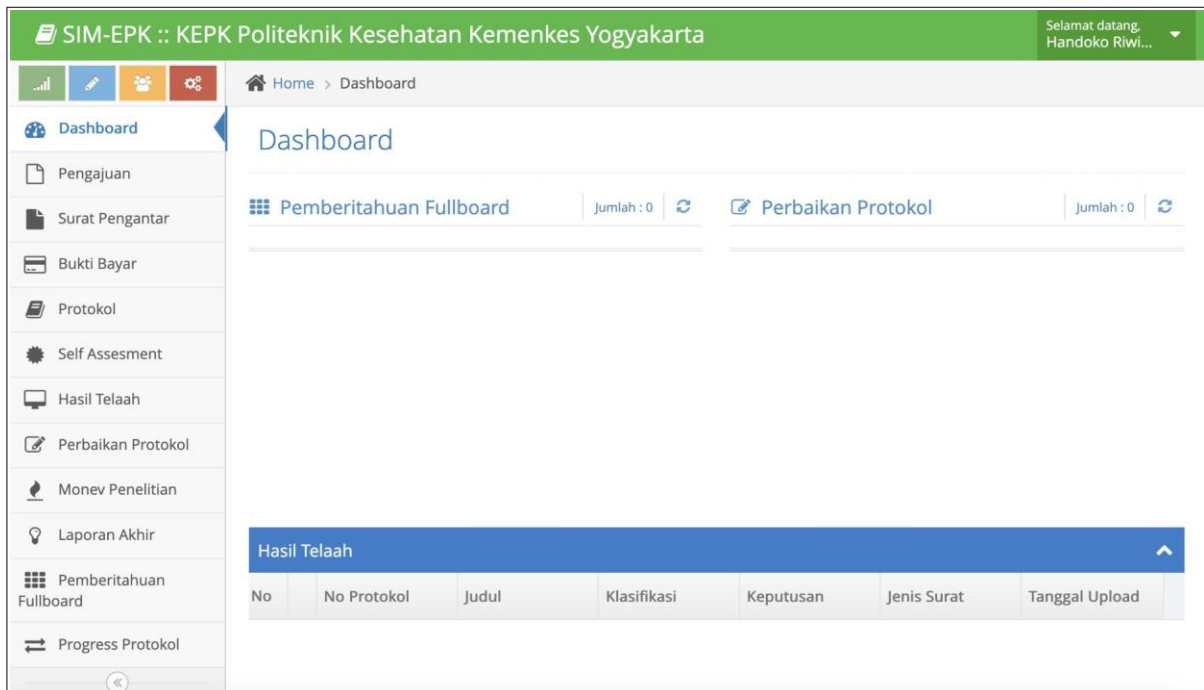 SIM-EPK :: KEPK Politeknik Kesehatan Kemenkes Yogyakarta
Selamat datang,
Handoko Riwi...
Home > Dashboard
Dashboard
Pengajuan
Surat Pengantar
Bukti Bayar
Protokol
Self Assesment
Hasil Telaah
Perbaikan Protokol
Monev Penelitian
Laporan Akhir
Pemberitahuan
Fullboard
Progress Protokol
Dashboard
Pemberitahuan Fullboard
Jumlah : 0
Perbaikan Protokol
Jumlah : 0
Hasil Telaah
No No Protokol Judul Klasifikasi Keputusan Jenis Surat Tanggal Upload